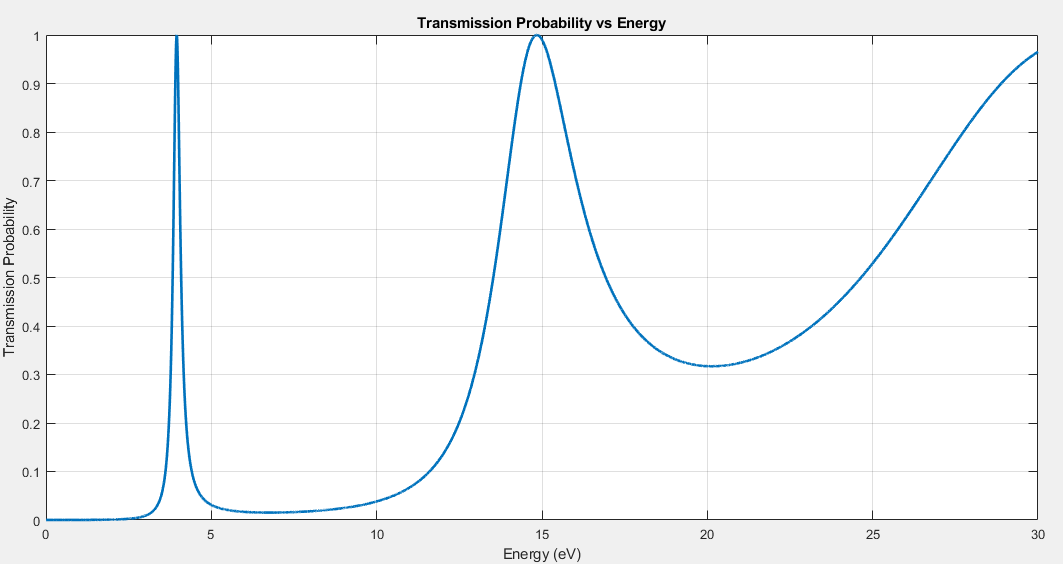 Transmission Probability vs Energy
Transmission Probability
1
0.9
0.8
0.7
0.6
0.5
0.4
0.3
0.2
0.1
0
0 5 10 15 20 25 30
Energy (eV)